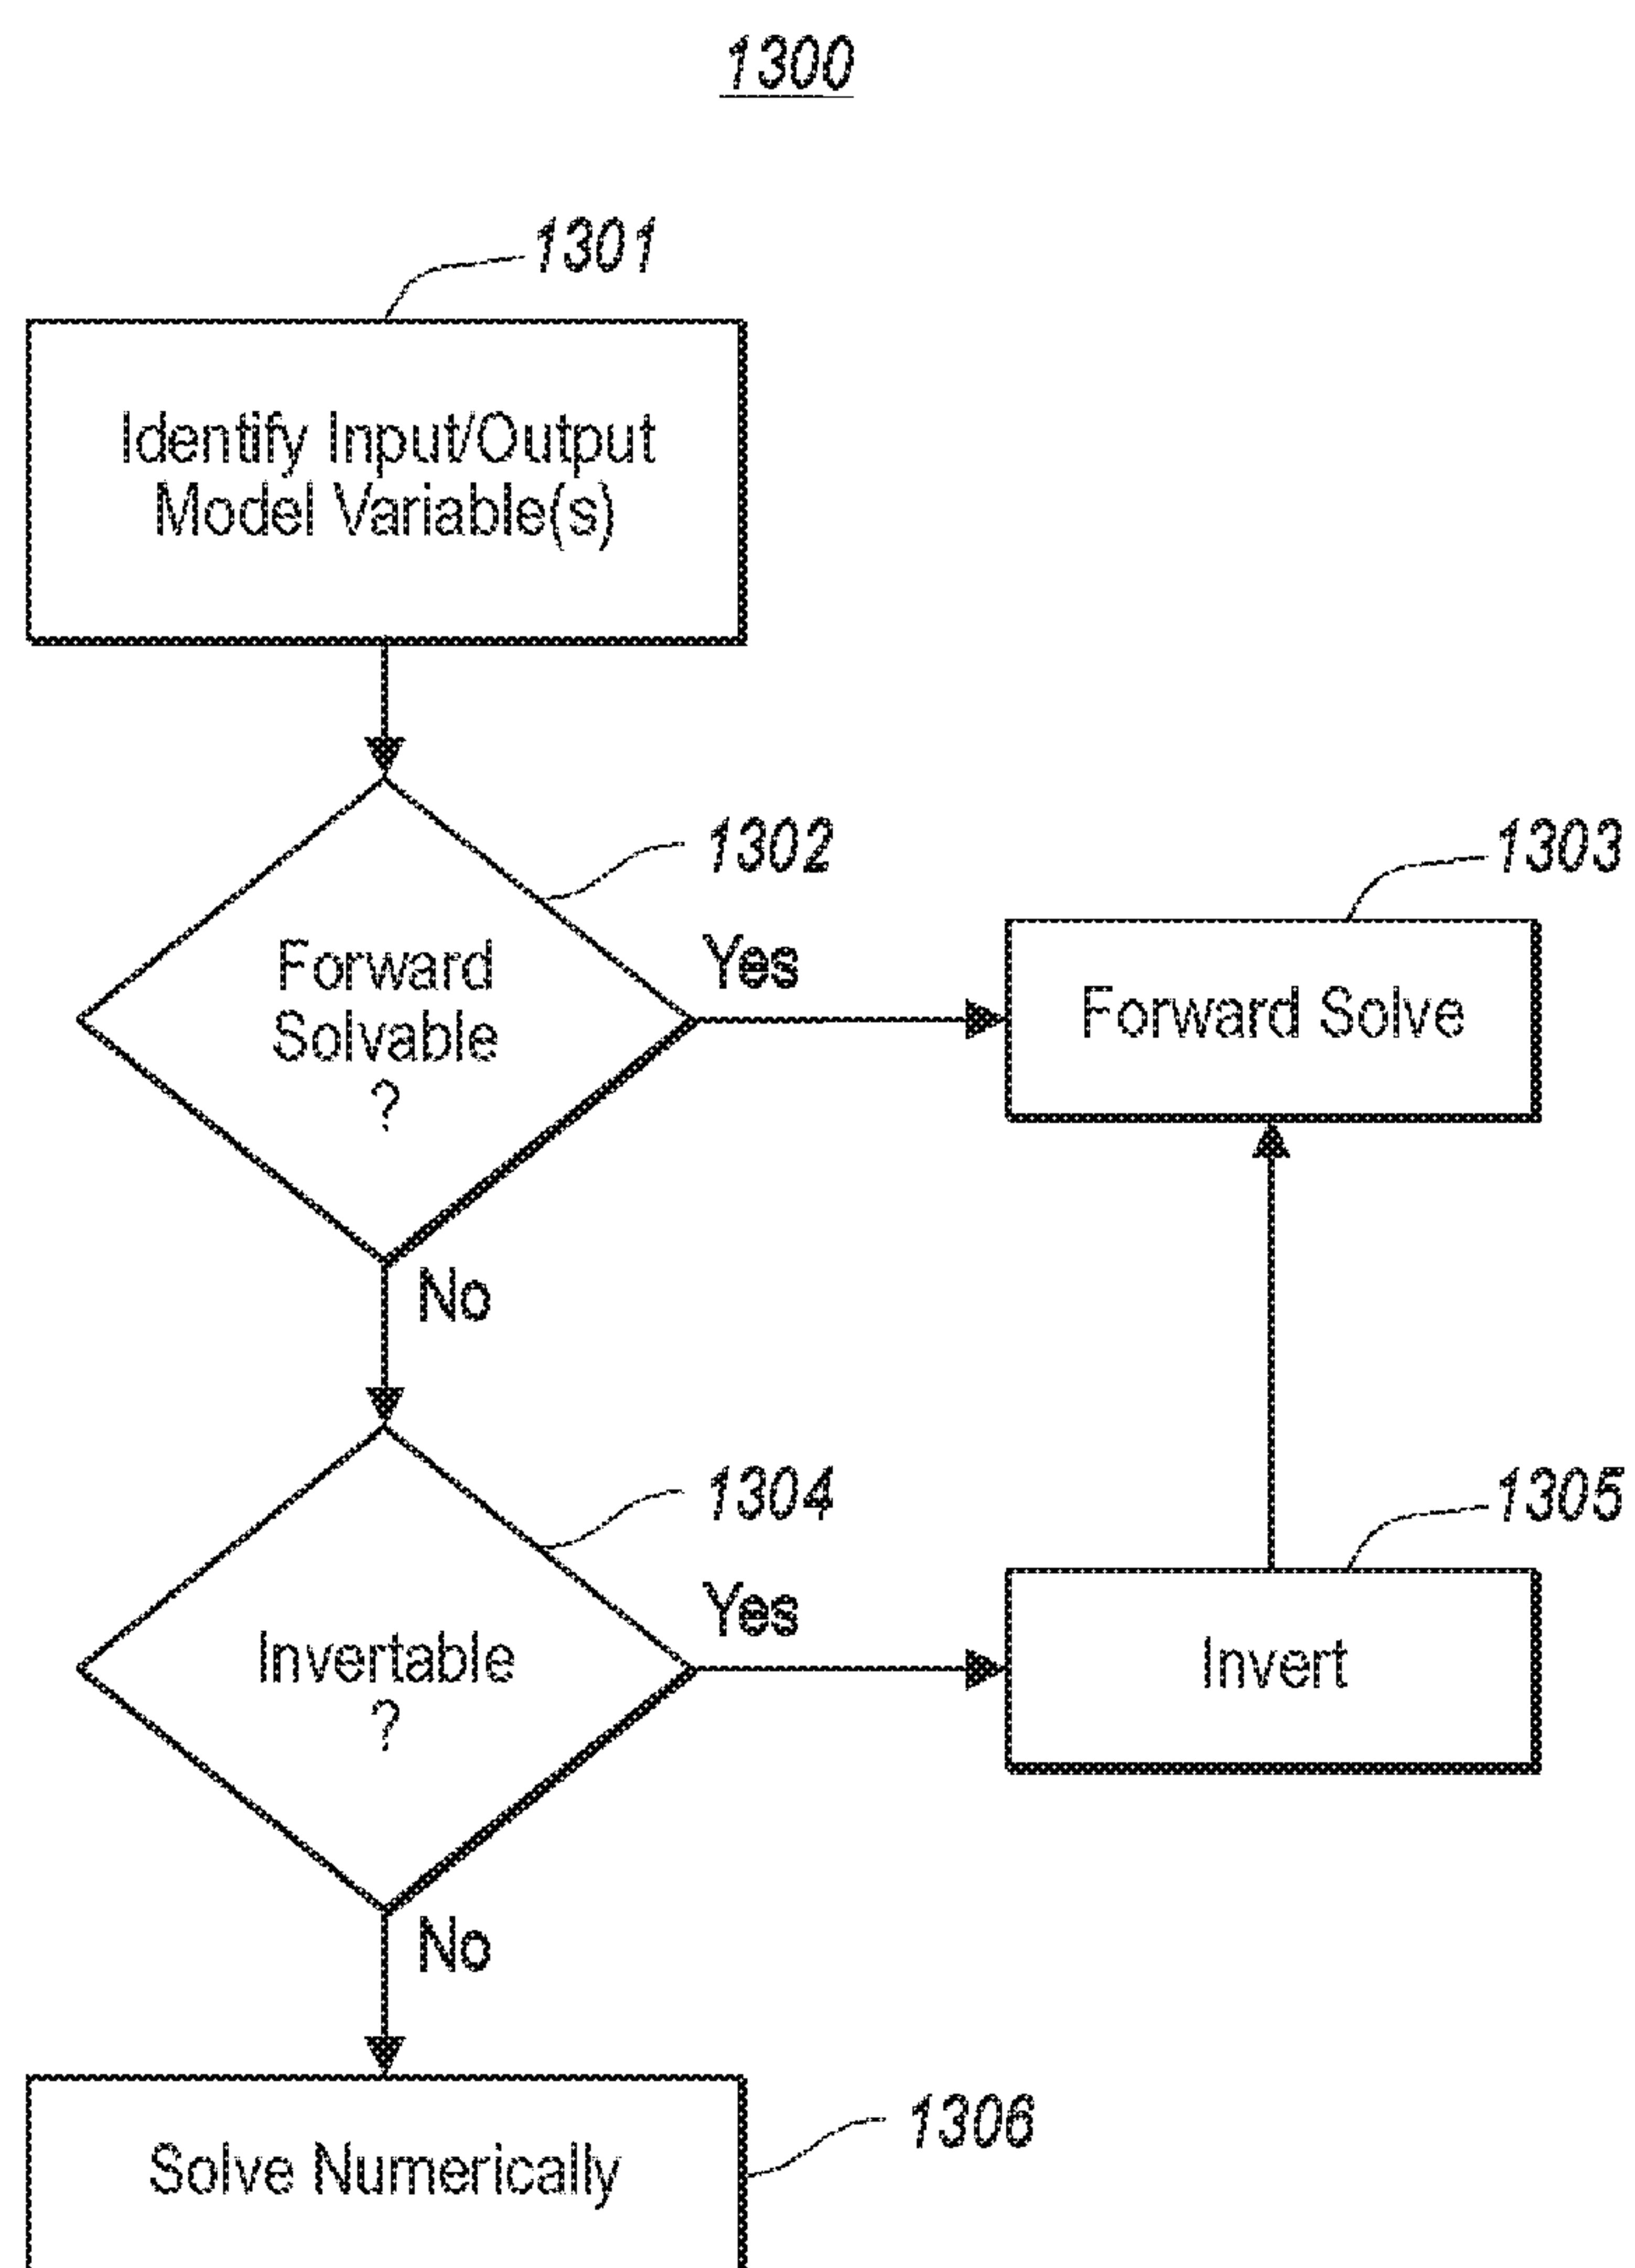 1300
1301
Identify Input/Output
Model Variable(s)
1302
1303
Forward
Solvable
?
Yes
Forward Solve
No
1304
1305
Invertable
?
Yes
Invert
No
1306
Solve Numerically